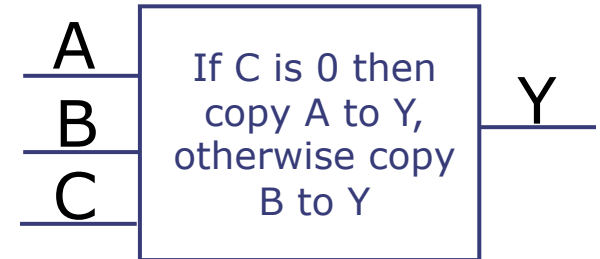 A
B
C
If C is 0 then
copy A to Y,
otherwise copy
B to Y
Y